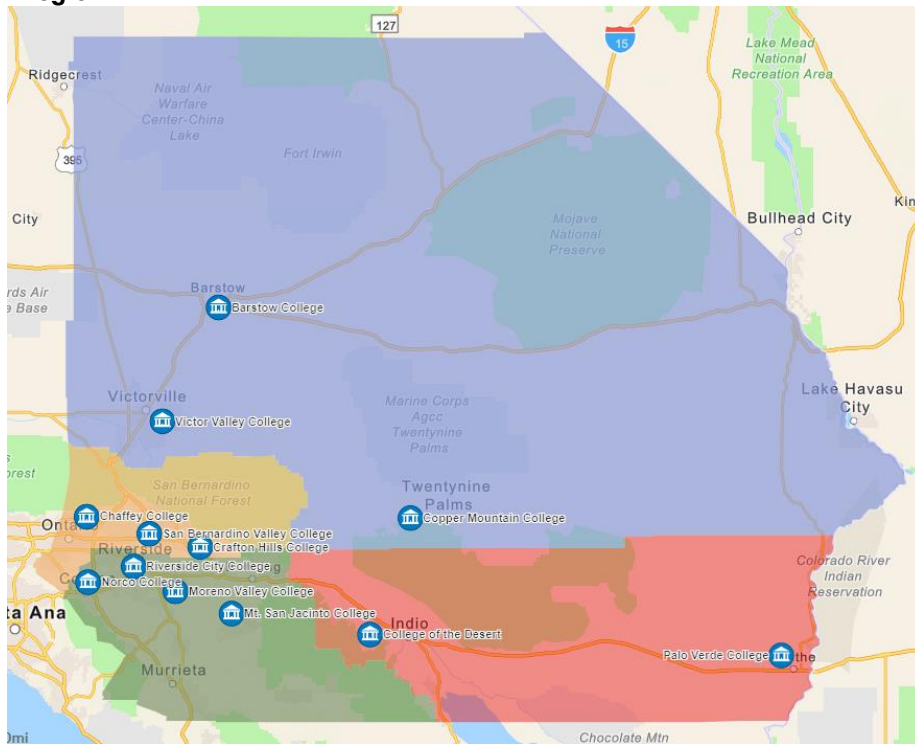 127
15
Lake Mead
National
Recreation Area
Ridgecrest
Naval Air
Warfare
Center-China
Lake
Fort Irwin
395
City
Mojave
National
Preserve
Bullhead City
Barstow
Barstow College
Victorville
Victor Valley College
Marine Corps
Agcc
Twentynine
Palms
Lake Havasu
City
San Bernardino
National Forest
Twentynine
Palms
Copper Mountain College
Chaffey College
San Bernardino Valley College
Crafton Hills College
Riverside
Riverside City College
Norco College
Moreno Valley College
Mt. San Jacinto College
Colorado River
Indian
Reservation
ta Ana
Indio
College of the Desert
Palo Verde College
Murrieta
Chocolate Mtn